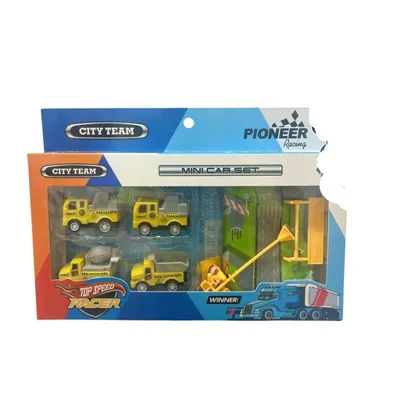 CITY TEAM
PIONEER
Racing
CITY TEAM
MINI CAR SET
TOP SPEED
RACER
WINNER!